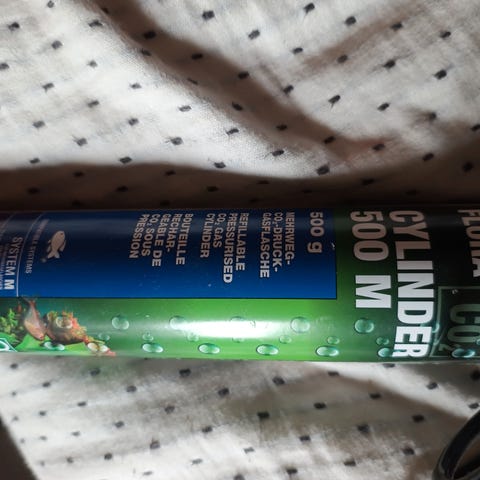 FLORA
CO2
CYLINDER
500 M
500 g
MEHRWEG-
CO₂-DRUCK-
GASFLASCHE
REFILLABLE
PRESSURISED
CO₂ GAS
CYLINDER
BOUTEILLE
RECHAR-
GEABLE DE
CO₂ SOUS
PRESSION
SYSTEMS
SYSTEM M